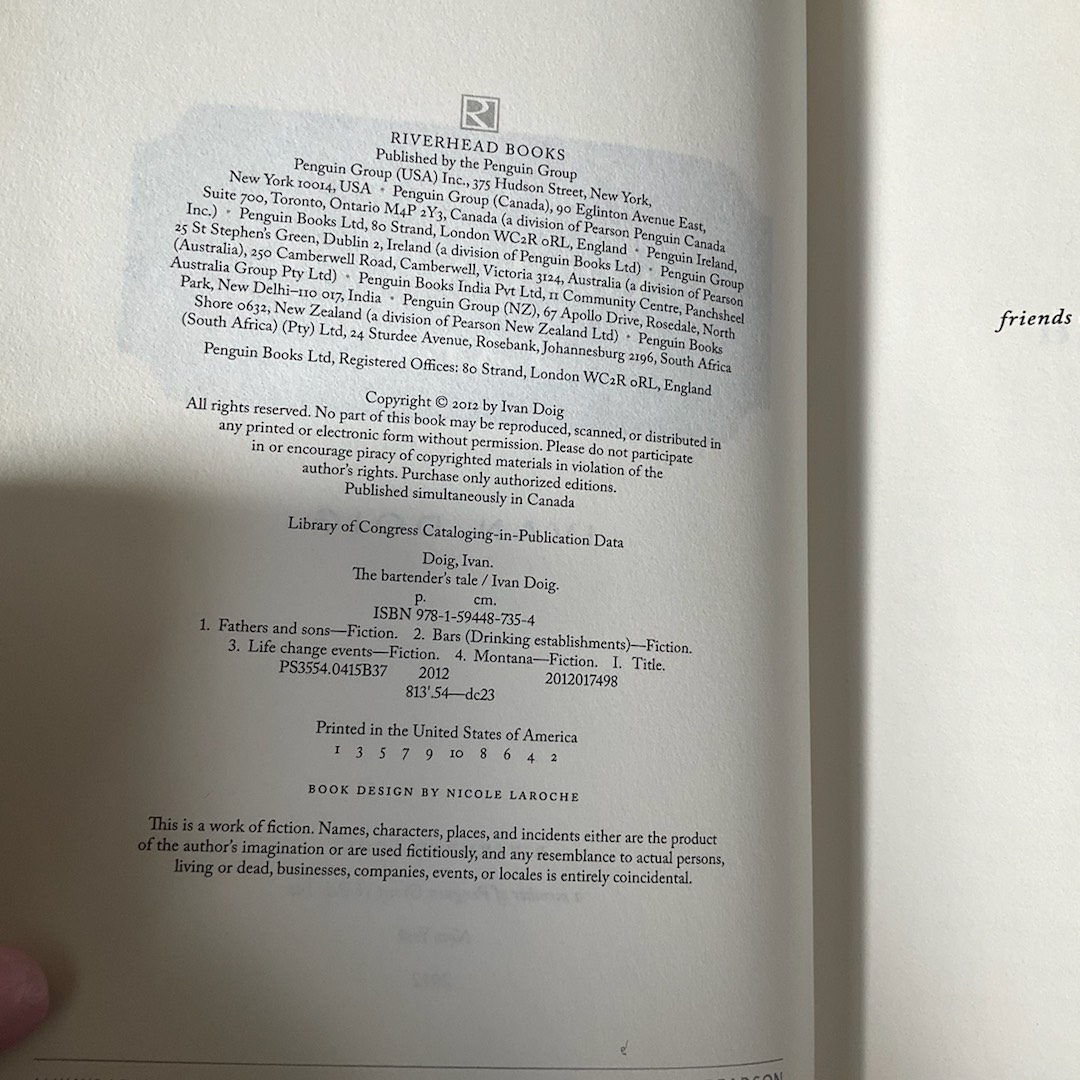 R
RIVERHEAD BOOKS
Published by the Penguin Group
Penguin Group (USA) Inc., 375 Hudson Street, New York,
New York 10014, USA • Penguin Group (Canada), 90 Eglinton Avenue East,
Suite 700, Toronto, Ontario M4P 2Y3, Canada (a division of Pearson Penguin Canada
Inc.) • Penguin Books Ltd, 80 Strand, London WC2R 0RL, England • Penguin Ireland,
25 St Stephen's Green, Dublin 2, Ireland (a division of Penguin Books Ltd) • Penguin Group
(Australia), 250 Camberwell Road, Camberwell, Victoria 3124, Australia (a division of Pearson
Australia Group Pty Ltd) • Penguin Books India Pvt Ltd, 11 Community Centre, Panchsheel
Park, New Delhi–110 017, India • Penguin Group (NZ), 67 Apollo Drive, Rosedale, North
Shore 0632, New Zealand (a division of Pearson New Zealand Ltd) • Penguin Books
(South Africa) (Pty) Ltd, 24 Sturdee Avenue, Rosebank, Johannesburg 2196, South Africa
Penguin Books Ltd, Registered Offices: 80 Strand, London WC2R 0RL, England
Copyright © 2012 by Ivan Doig
All rights reserved. No part of this book may be reproduced, scanned, or distributed in
any printed or electronic form without permission. Please do not participate
in or encourage piracy of copyrighted materials in violation of the
author's rights. Purchase only authorized editions.
Published simultaneously in Canada
Library of Congress Cataloging-in-Publication Data
Doig, Ivan.
The bartender's tale / Ivan Doig.
p. cm.
ISBN 978-1-59448-735-4
1. Fathers and sons—Fiction. 2. Bars (Drinking establishments)—Fiction.
3. Life change events—Fiction. 4. Montana—Fiction. I. Title.
PS3554.O415B37 2012 2012017498
813'.54—dc23
Printed in the United States of America
1 3 5 7 9 10 8 6 4 2
BOOK DESIGN BY NICOLE LAROCHE
This is a work of fiction. Names, characters, places, and incidents either are the product
of the author's imagination or are used fictitiously, and any resemblance to actual persons,
living or dead, businesses, companies, events, or locales is entirely coincidental.
friends